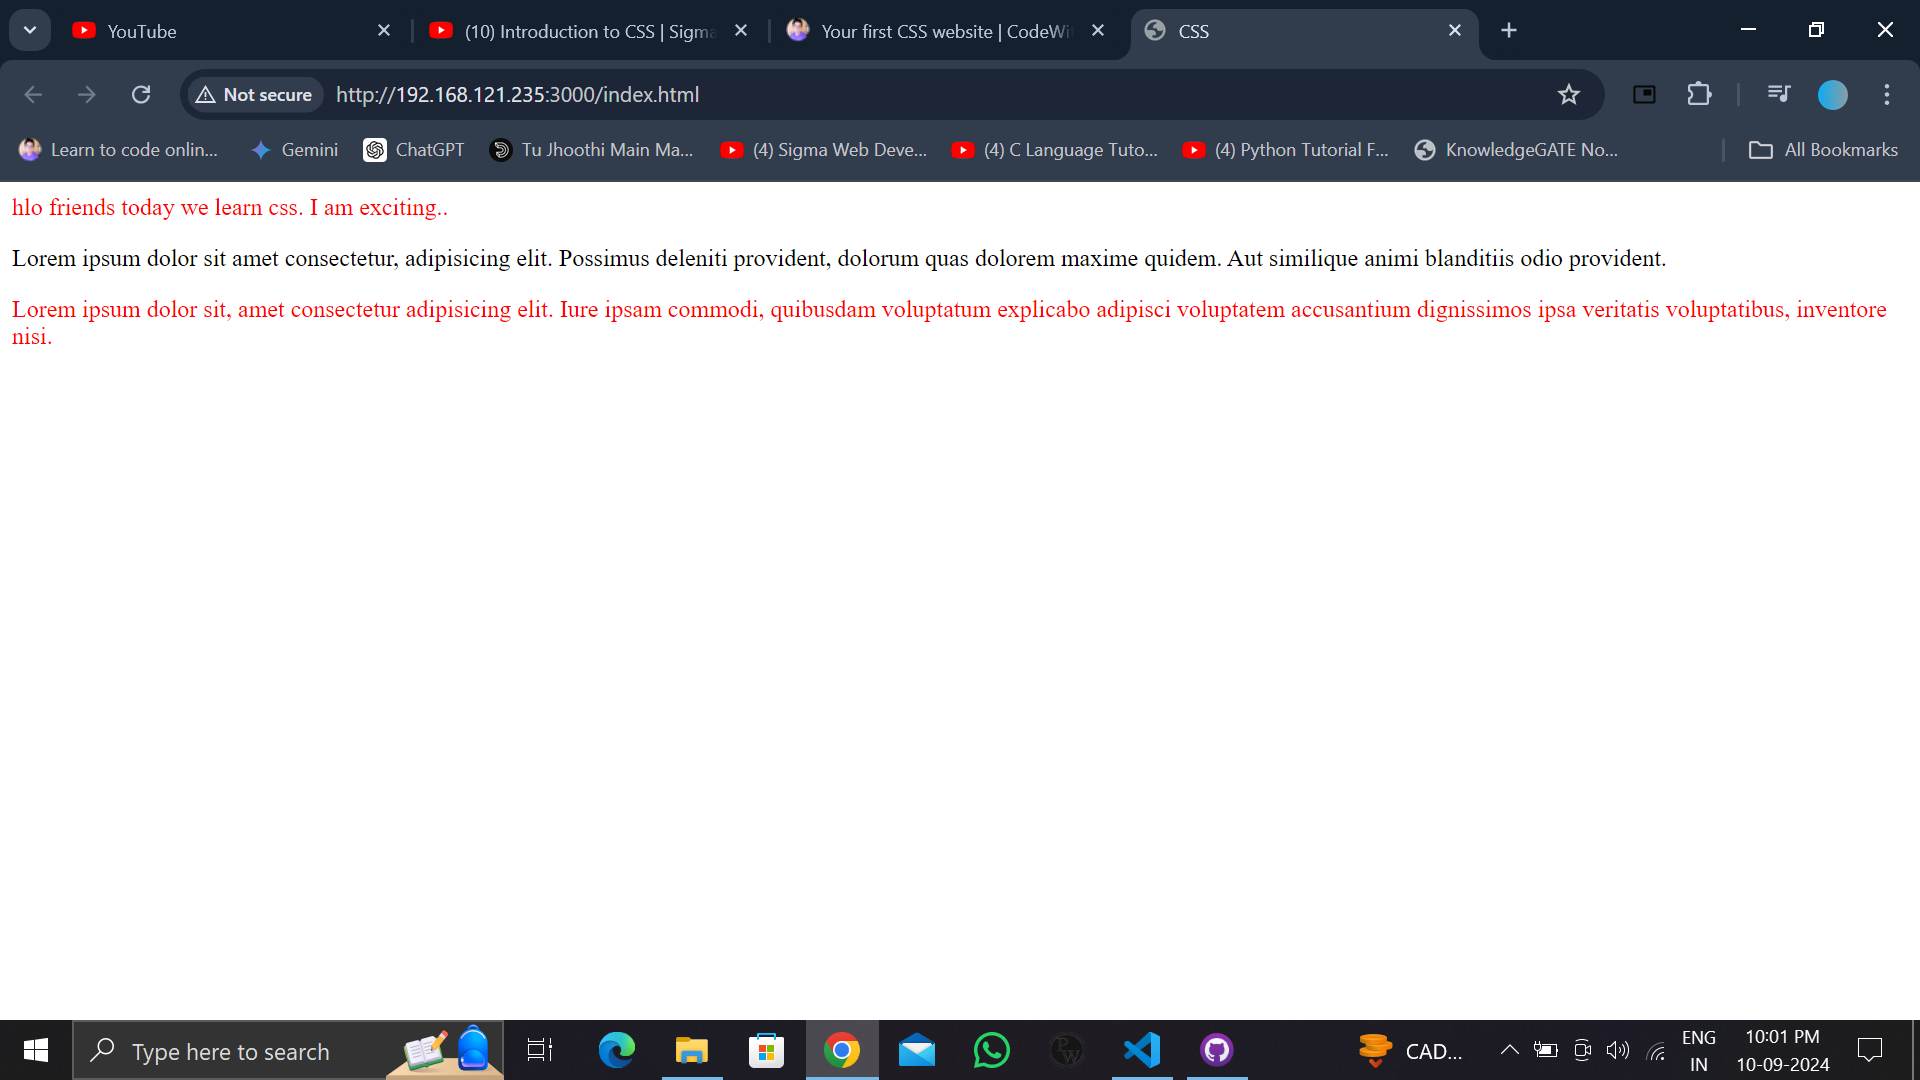 YouTube
(10) Introduction to CSS | Sigma
Your first CSS website | CodeWi
CSS
Not secure
http://192.168.121.235:3000/index.html
Learn to code onlin...
Gemini
ChatGPT
Tu Jhoothi Main Ma...
(4) Sigma Web Deve...
(4) C Language Tuto...
(4) Python Tutorial F...
KnowledgeGATE No...
All Bookmarks
hlo friends today we learn css. I am exciting..
Lorem ipsum dolor sit amet consectetur, adipisicing elit. Possimus deleniti provident, dolorum quas dolorem maxime quidem. Aut similique animi blanditiis odio provident.
Lorem ipsum dolor sit, amet consectetur adipisicing elit. Iure ipsam commodi, quibusdam voluptatum explicabo adipisci voluptatem accusantium dignissimos ipsa veritatis voluptatibus, inventore
nisi.
Type here to search
PW
CAD...
ENG
IN
10:01 PM
10-09-2024